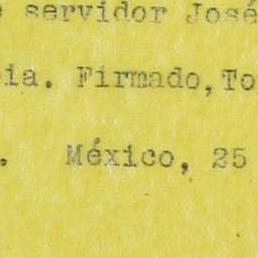 servidor José
ia. Firmado, To
. México, 25